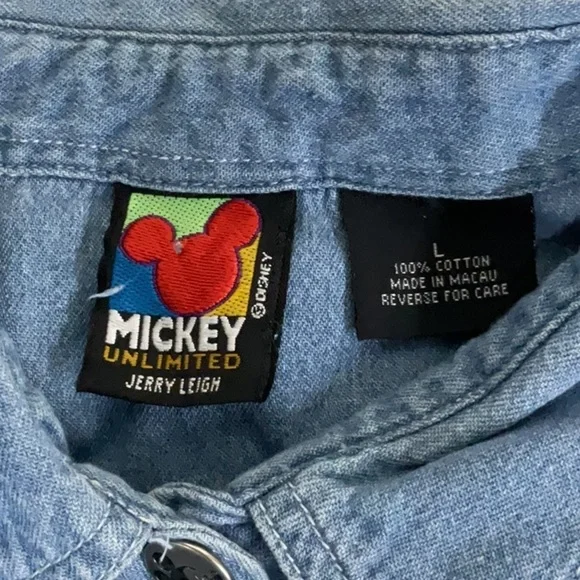 MICKEY
UNLIMITED
JERRY LEIGH
© DISNEY
L
100% COTTON
MADE IN MACAU
REVERSE FOR CARE